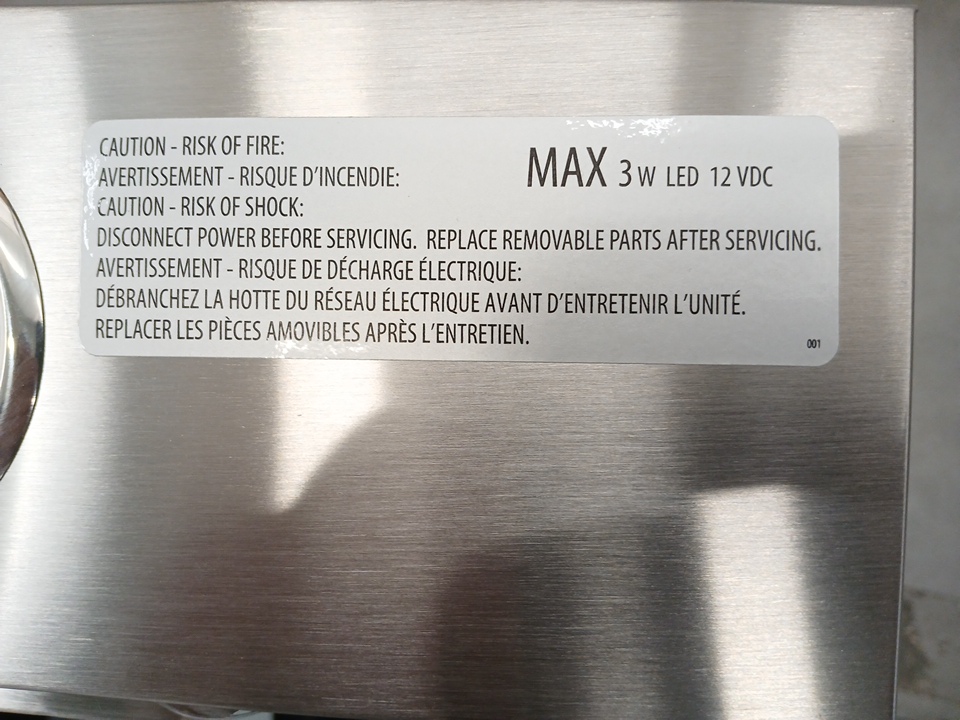 CAUTION - RISK OF FIRE:
AVERTISSEMENT - RISQUE D'INCENDIE:
MAX 3W LED 12 VDC
CAUTION - RISK OF SHOCK:
DISCONNECT POWER BEFORE SERVICING. REPLACE REMOVABLE PARTS AFTER SERVICING.
AVERTISSEMENT - RISQUE DE DÉCHARGE ÉLECTRIQUE:
DÉBRANCHEZ LA HOTTE DU RÉSEAU ÉLECTRIQUE AVANT D'ENTRETENIR L'UNITÉ.
REPLACER LES PIÈCES AMOVIBLES APRÈS L'ENTRETIEN.
001